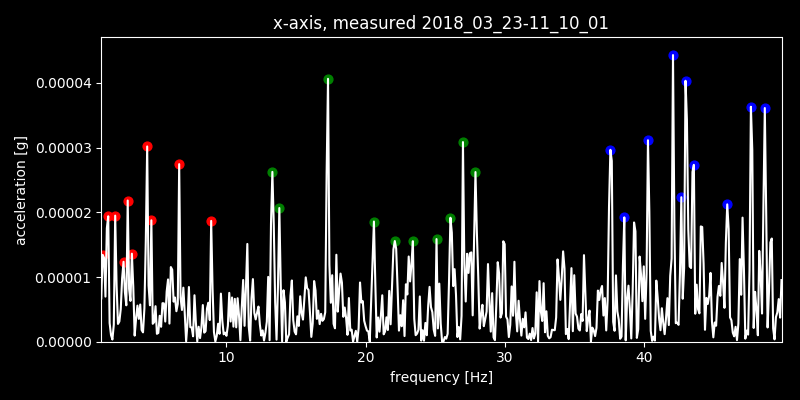 x-axis, measured 2018_03_23-11_10_01
acceleration [g]
0.00004
0.00003
0.00002
0.00001
0.00000
10 20 30 40
frequency [Hz]